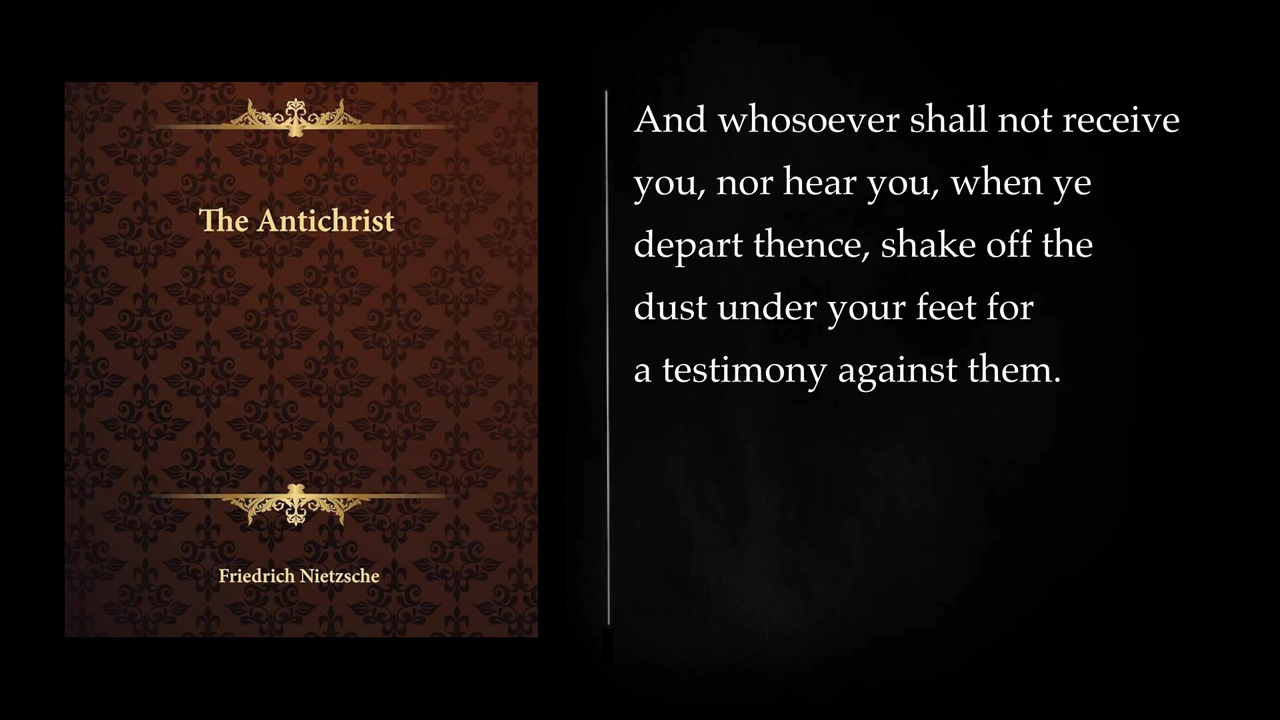 The Antichrist
Friedrich Nietzsche
And whosoever shall not receive
you, nor hear you, when ye
depart thence, shake off the
dust under your feet for
a testimony against them.